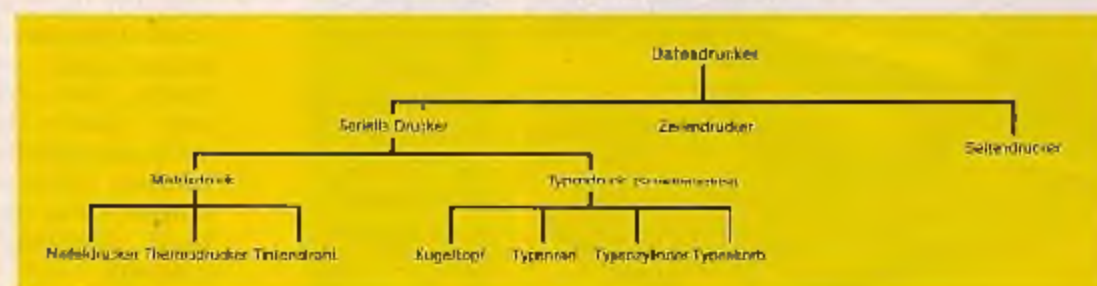 Datendrucker
Serielle Drucker Zeilendrucker
Seitendrucker
Matrixdruck Typendruck
Nadeldrucker Thermodrucker Tintenstrahl Kugelkopf Typenrad Typenzylinder Typenkorb